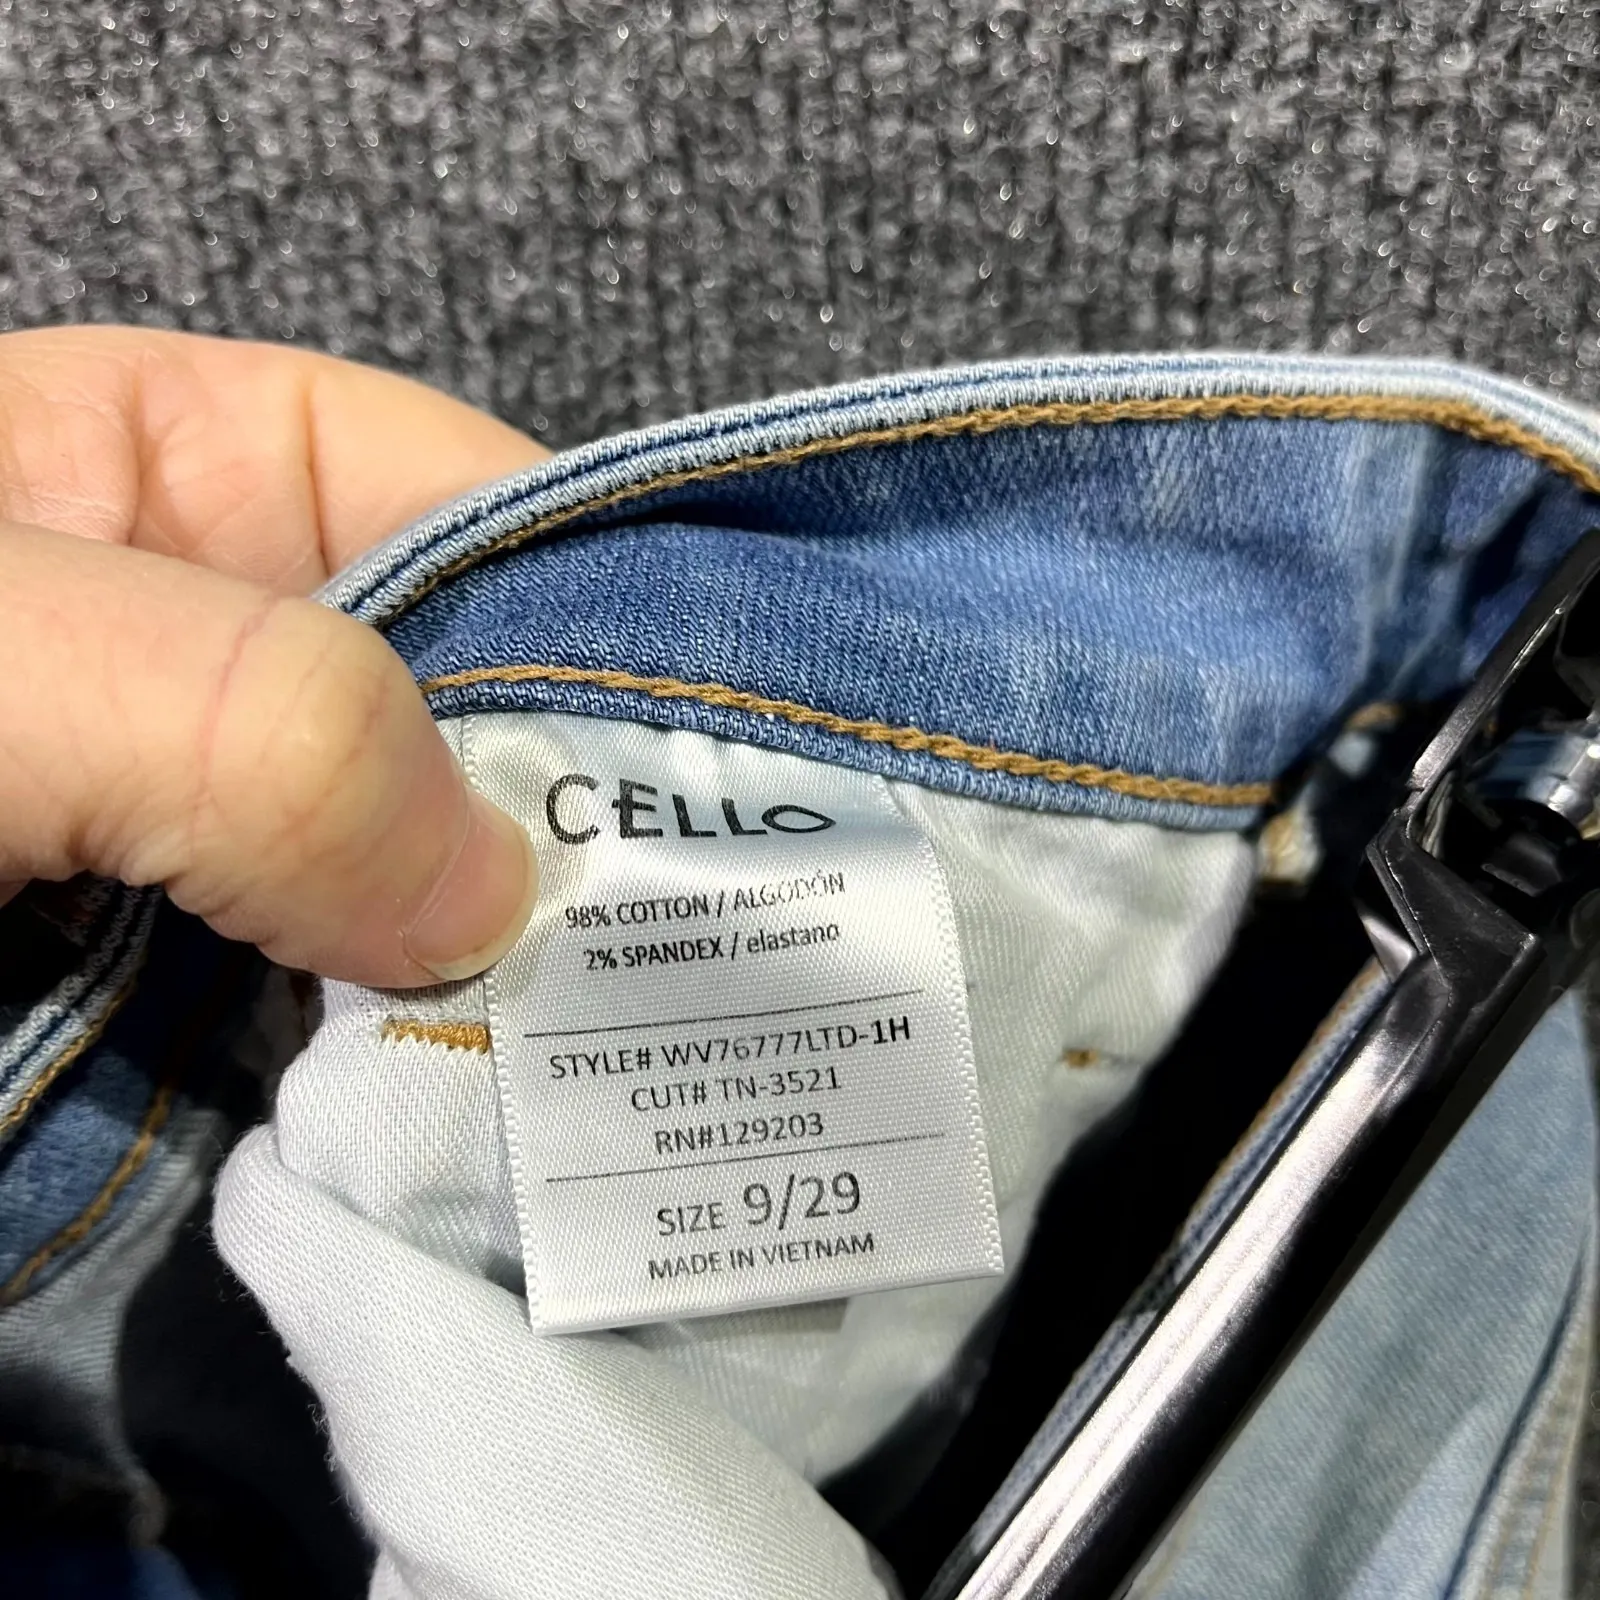 CELLO
98% COTTON / ALGODÓN
2% SPANDEX / elastano
STYLE# WV76777LTD-1H
CUT# TN-3521
RN#129203
SIZE 9/29
MADE IN VIETNAM